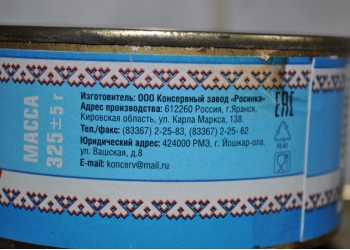 МАССА
325±5 г
Изготовитель: ООО Консервный завод «Росинка»
Адрес производства: 612260 Россия, г.Яранск,
Кировская область, ул. Карла Маркса, 138.
Тел./факс: (83367) 2-25-83, (83367) 2-25- 62
Юридический адрес: 424000 РМЭ, г. Йошкар-ола,
ул. Вашская, д.8
E-mail: koncerv@mail.ru
EAC